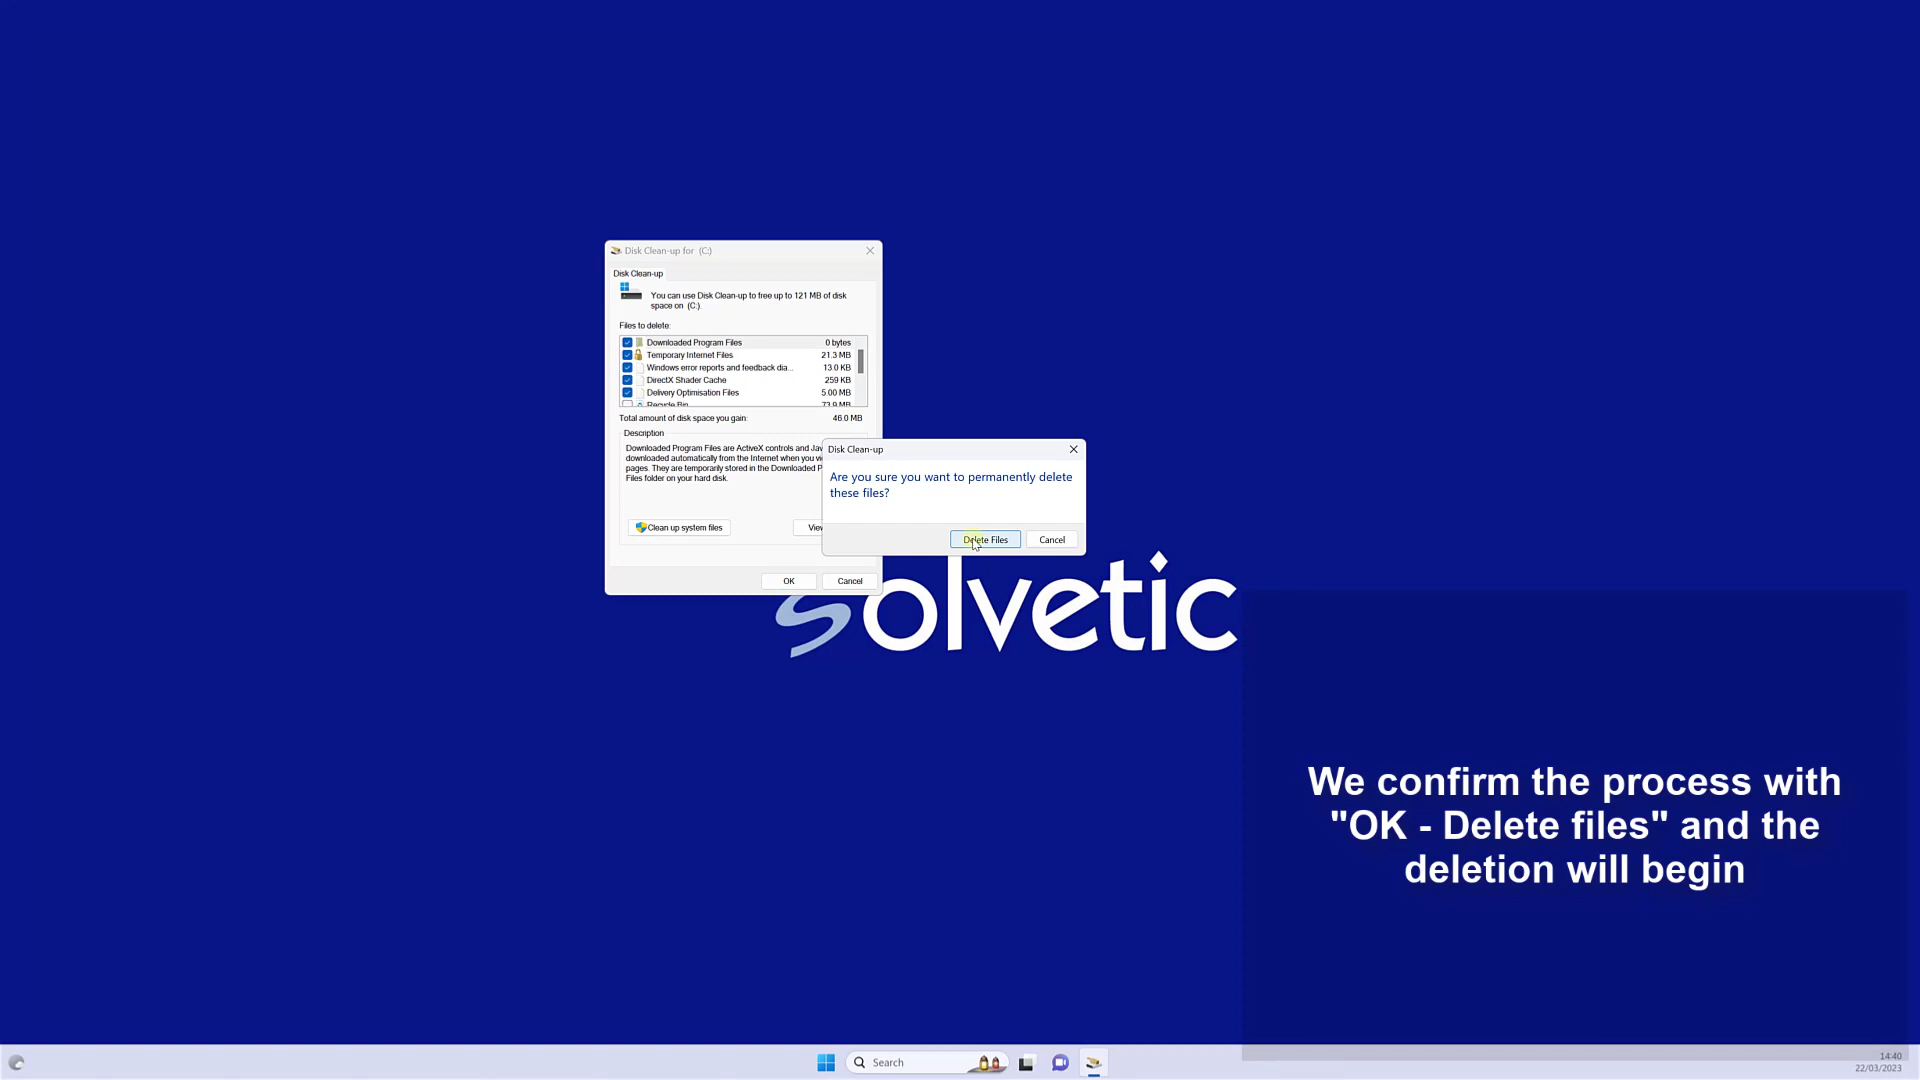 Disk Clean-up for (C:)
Disk Clean-up
You can use Disk Clean-up to free up to 121 MB of disk
space on (C:).
Files to delete:
Downloaded Program Files 0 bytes
Temporary Internet Files 21.3 MB
Windows error reports and feedback dia... 13.0 KB
DirectX Shader Cache 259 KB
Delivery Optimisation Files 5.00 MB
Recycle Bin 73.9 MB
Total amount of disk space you gain: 46.0 MB
Description
Downloaded Program Files are ActiveX controls and Jav
downloaded automatically from the Internet when you vi
pages. They are temporarily stored in the Downloaded P
Files folder on your hard disk.
Clean up system files
View
OK
Cancel
Disk Clean-up
Are you sure you want to permanently delete
these files?
Delete Files
Cancel
solvetic
We confirm the process with
"OK - Delete files" and the
deletion will begin
Search
14:40
22/03/2023